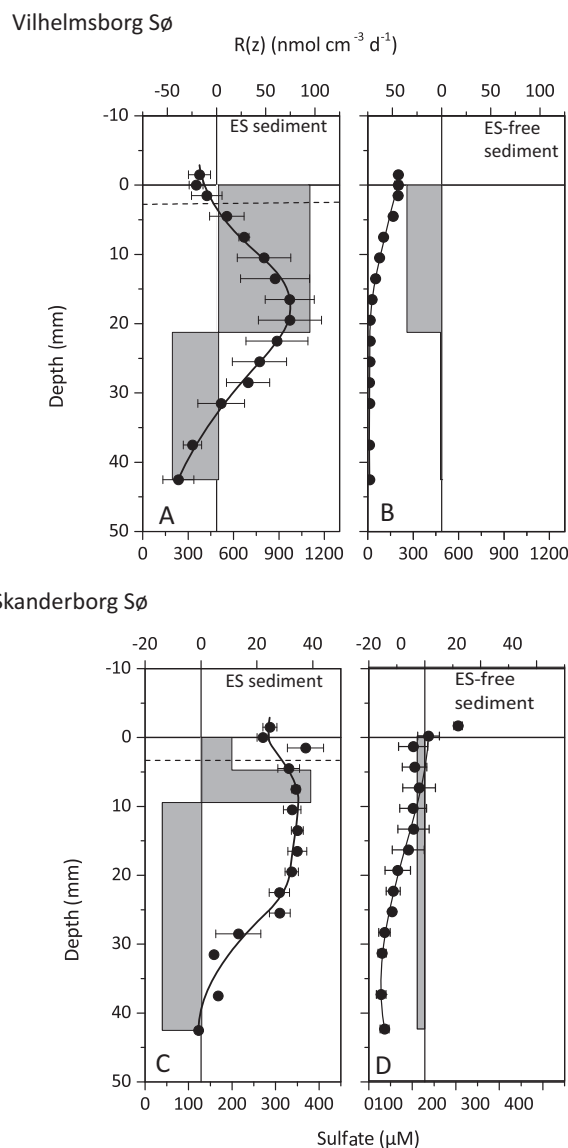 Vilhelmsborg Sø
R(z) (nmol cm⁻³ d⁻¹)
-50 0 50 100 50 0 50 100
-10
ES sediment
ES-free
sediment
0
10
20
30
40
50
Depth (mm)
A
B
0 300 600 900 1200 0 300 600 900 1200
Skanderborg Sø
-20 0 20 40 -20 0 20 40
-10
ES sediment
ES-free
sediment
0
10
20
30
40
50
Depth (mm)
C
D
0 100 200 300 400 0100 200 300 400
Sulfate (μM)